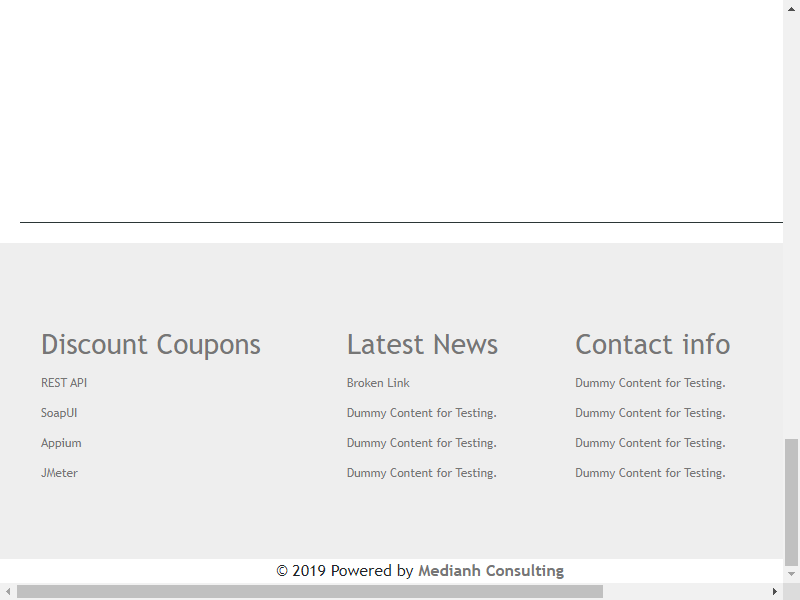 Discount Coupons
REST API
SoapUI
Appium
JMeter
Latest News
Broken Link
Dummy Content for Testing.
Dummy Content for Testing.
Dummy Content for Testing.
Contact info
Dummy Content for Testing.
Dummy Content for Testing.
Dummy Content for Testing.
Dummy Content for Testing.
© 2019 Powered by Medianh Consulting